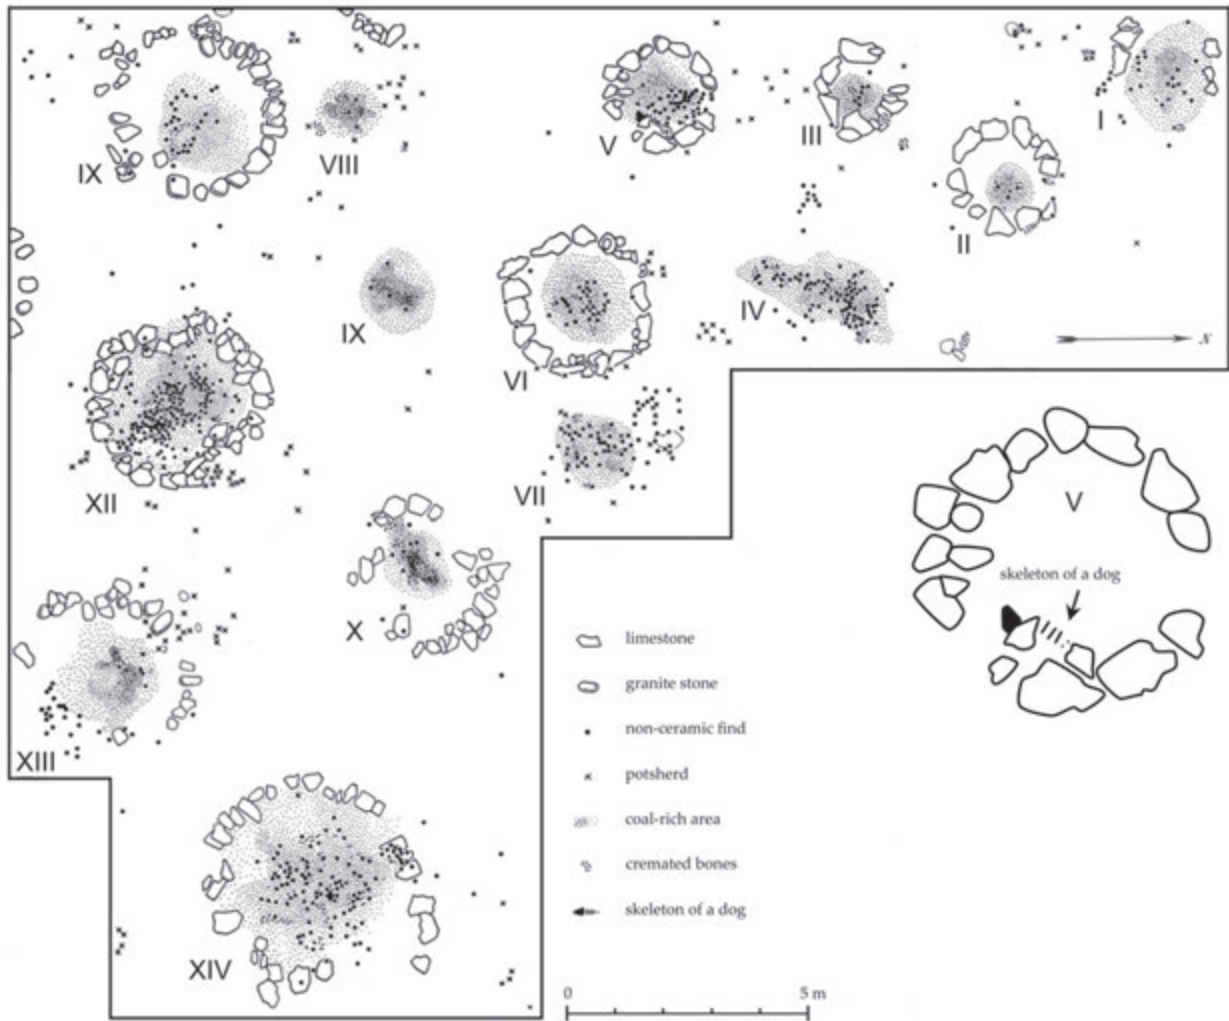 IX
VIII
V
III
I
II
IX
VI
IV
N
XII
VII
V
skeleton of a dog
X
XIII
limestone
granite stone
non-ceramic find
potsherd
coal-rich area
cremated bones
skeleton of a dog
XIV
0 5 m